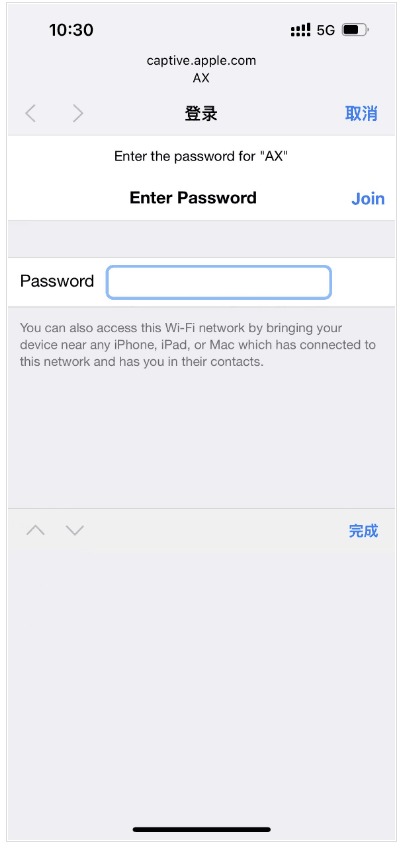 10:30
5G
captive.apple.com
AX
登录
取消
Enter the password for "AX"
Enter Password
Join
Password
You can also access this Wi-Fi network by bringing your
device near any iPhone, iPad, or Mac which has connected to
this network and has you in their contacts.
完成